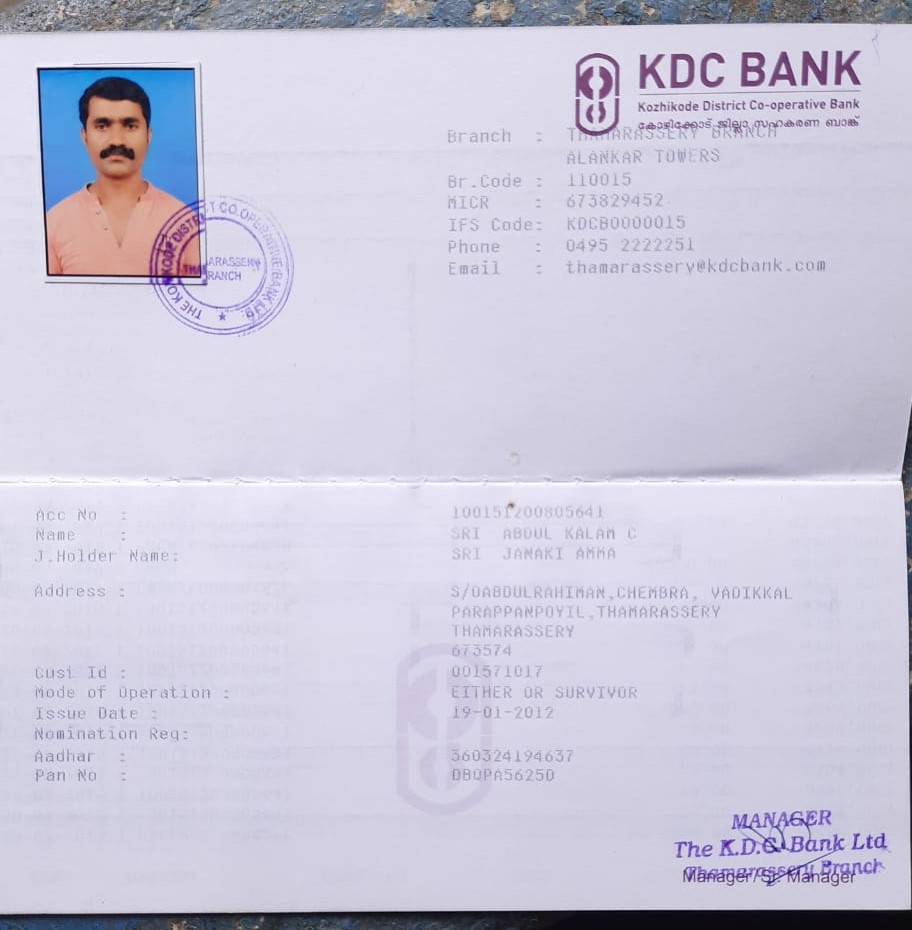 KDC BANK
Kozhikode District Co-operative Bank
കോഴിക്കോട് ജില്ലാ സഹകരണ ബാങ്ക്
Branch : THAMARASSERY BRANCH
ALANKAR TOWERS
Br.Code : 110015
MICR : 673829452
IFS Code: KDCB0000015
Phone : 0495 2222251
Email : thamarassery@kdcbank.com
THE KOZHIKODE DISTRICT CO.OPERATIVE BANK LTD.
THAMARASSERY
BRANCH
Acc No : 100151200805641
Name : SRI ABDUL KALAM C
J.Holder Name: SRI JANAKI AMMA
Address : S/OABDULRAHIMAN,CHEMBRA, VADIKKAL
PARAPPANPOYIL,THAMARASSERY
THAMARASSERY
673574
Cust Id : 001571017
Mode of Operation : EITHER OR SURVIVOR
Issue Date : 19-01-2012
Nomination Req:
Aadhar : 360324194637
Pan No : DBQPA5625D
MANAGER
The K.D.C. Bank Ltd
Thamarassery Branch
Manager/Sr. Manager